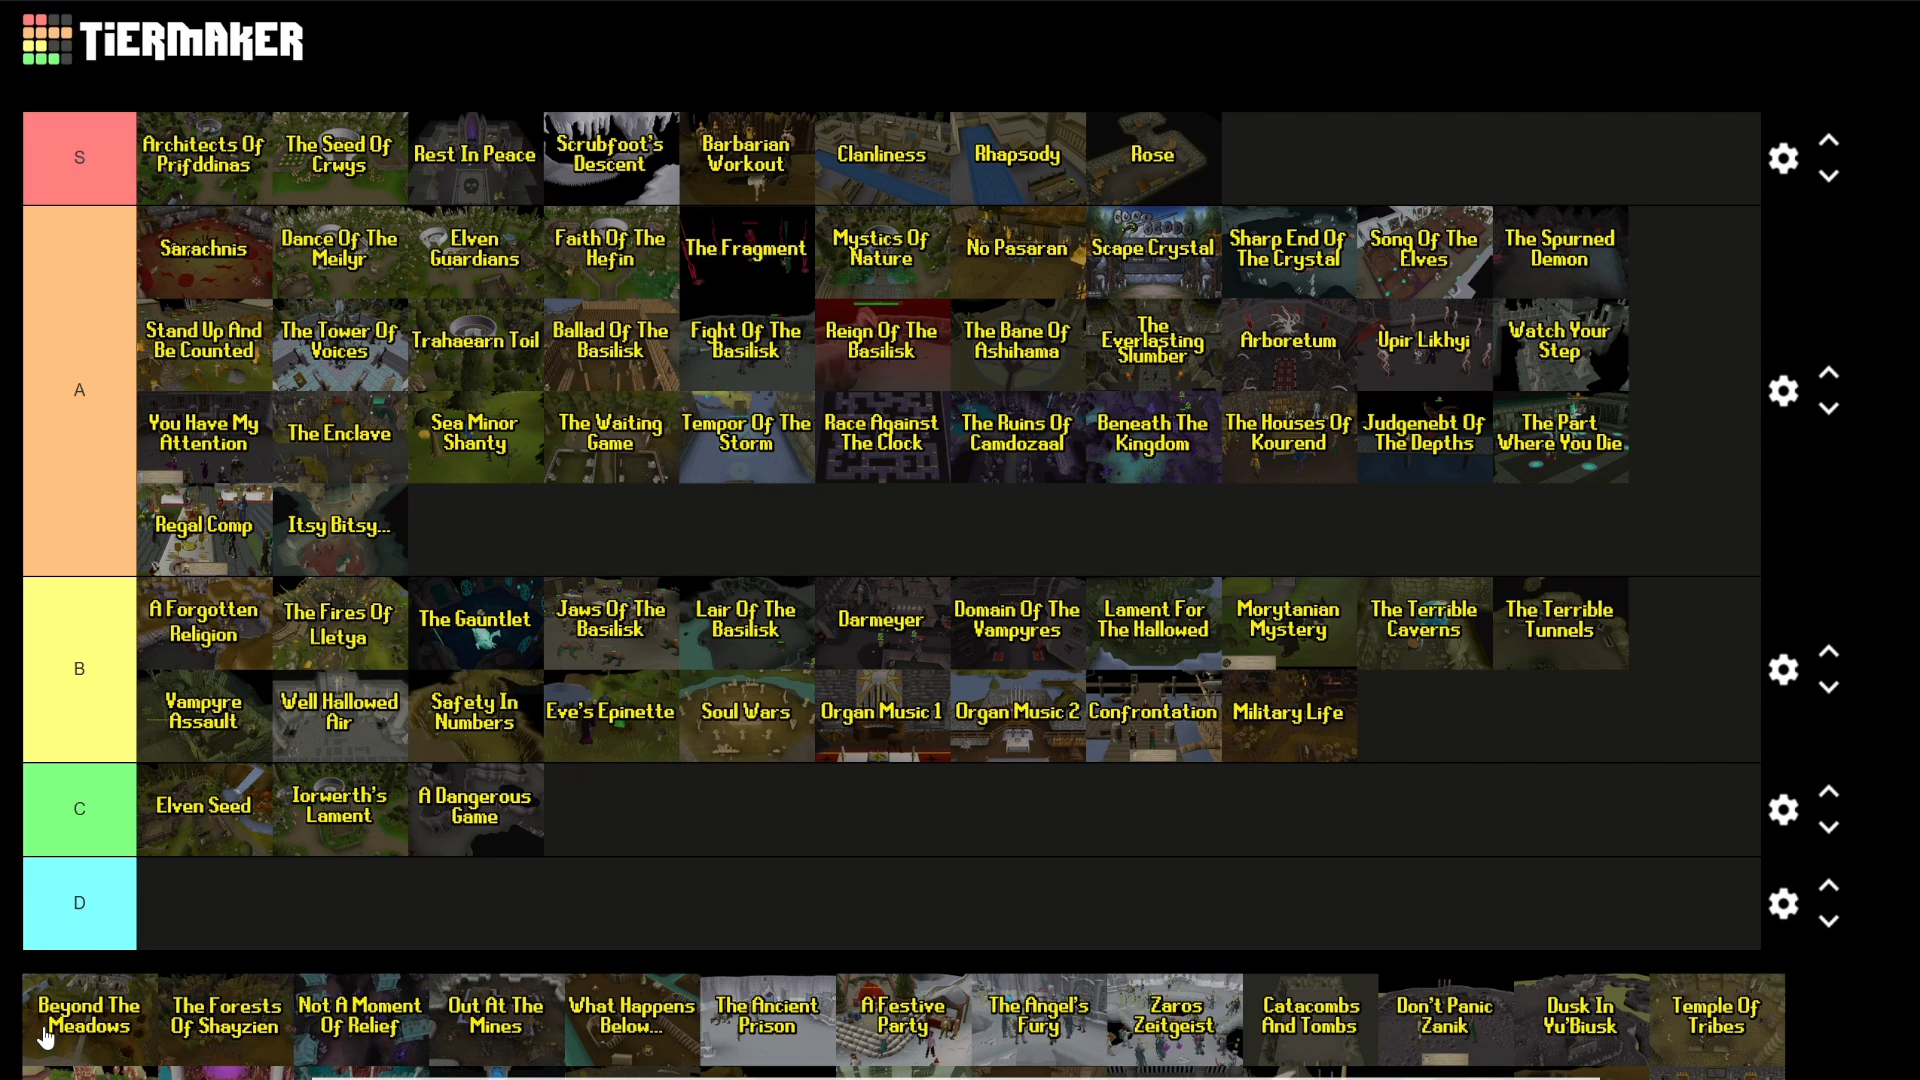 TIERMAKER
S
Architects Of
Prifddinas
The Seed Of
Crwys
Rest In Peace
Scrubfoot's
Descent
Barbarian
Workout
Clanliness
Rhapsody
Rose
A
Sarachnis
Dance Of The
Meilyr
Elven
Guardians
Faith Of The
Hefin
The Fragment
Mystics Of
Nature
No Pasaran
Scape Crystal
Sharp End Of
The Crystal
Song Of The
Elves
The Spurned
Demon
Stand Up And
Be Counted
The Tower Of
Voices
Trahaearn Toil
Ballad Of The
Basilisk
Fight Of The
Basilisk
Reign Of The
Basilisk
The Bane Of
Ashihama
The
Everlasting
Slumber
Arboretum
Upir Likhyi
Watch Your
Step
You Have My
Attention
The Enclave
Sea Minor
Shanty
The Waiting
Game
Tempor Of The
Storm
Race Against
The Clock
The Ruins Of
Camdozaal
Beneath The
Kingdom
The Houses Of
Kourend
Judgenebt Of
The Depths
The Part
Where You Die
Regal Comp
Itsy Bitsy...
B
A Forgotten
Religion
The Fires Of
Lletya
The Gauntlet
Jaws Of The
Basilisk
Lair Of The
Basilisk
Darmeyer
Domain Of The
Vampyres
Lament For
The Hallowed
Morytanian
Mystery
The Terrible
Caverns
The Terrible
Tunnels
Vampyre
Assault
Well Hallowed
Air
Safety In
Numbers
Eve's Epinette
Soul Wars
Organ Music 1
Organ Music 2
Confrontation
Military Life
C
Elven Seed
Iorwerth's
Lament
A Dangerous
Game
D
Beyond The
Meadows
The Forests
Of Shayzien
Not A Moment
Of Relief
Out At The
Mines
What Happens
Below...
The Ancient
Prison
A Festive
Party
The Angel's
Fury
Zaros
Zeitgeist
Catacombs
And Tombs
Don't Panic
Zanik
Dusk In
Yu'Biusk
Temple Of
Tribes